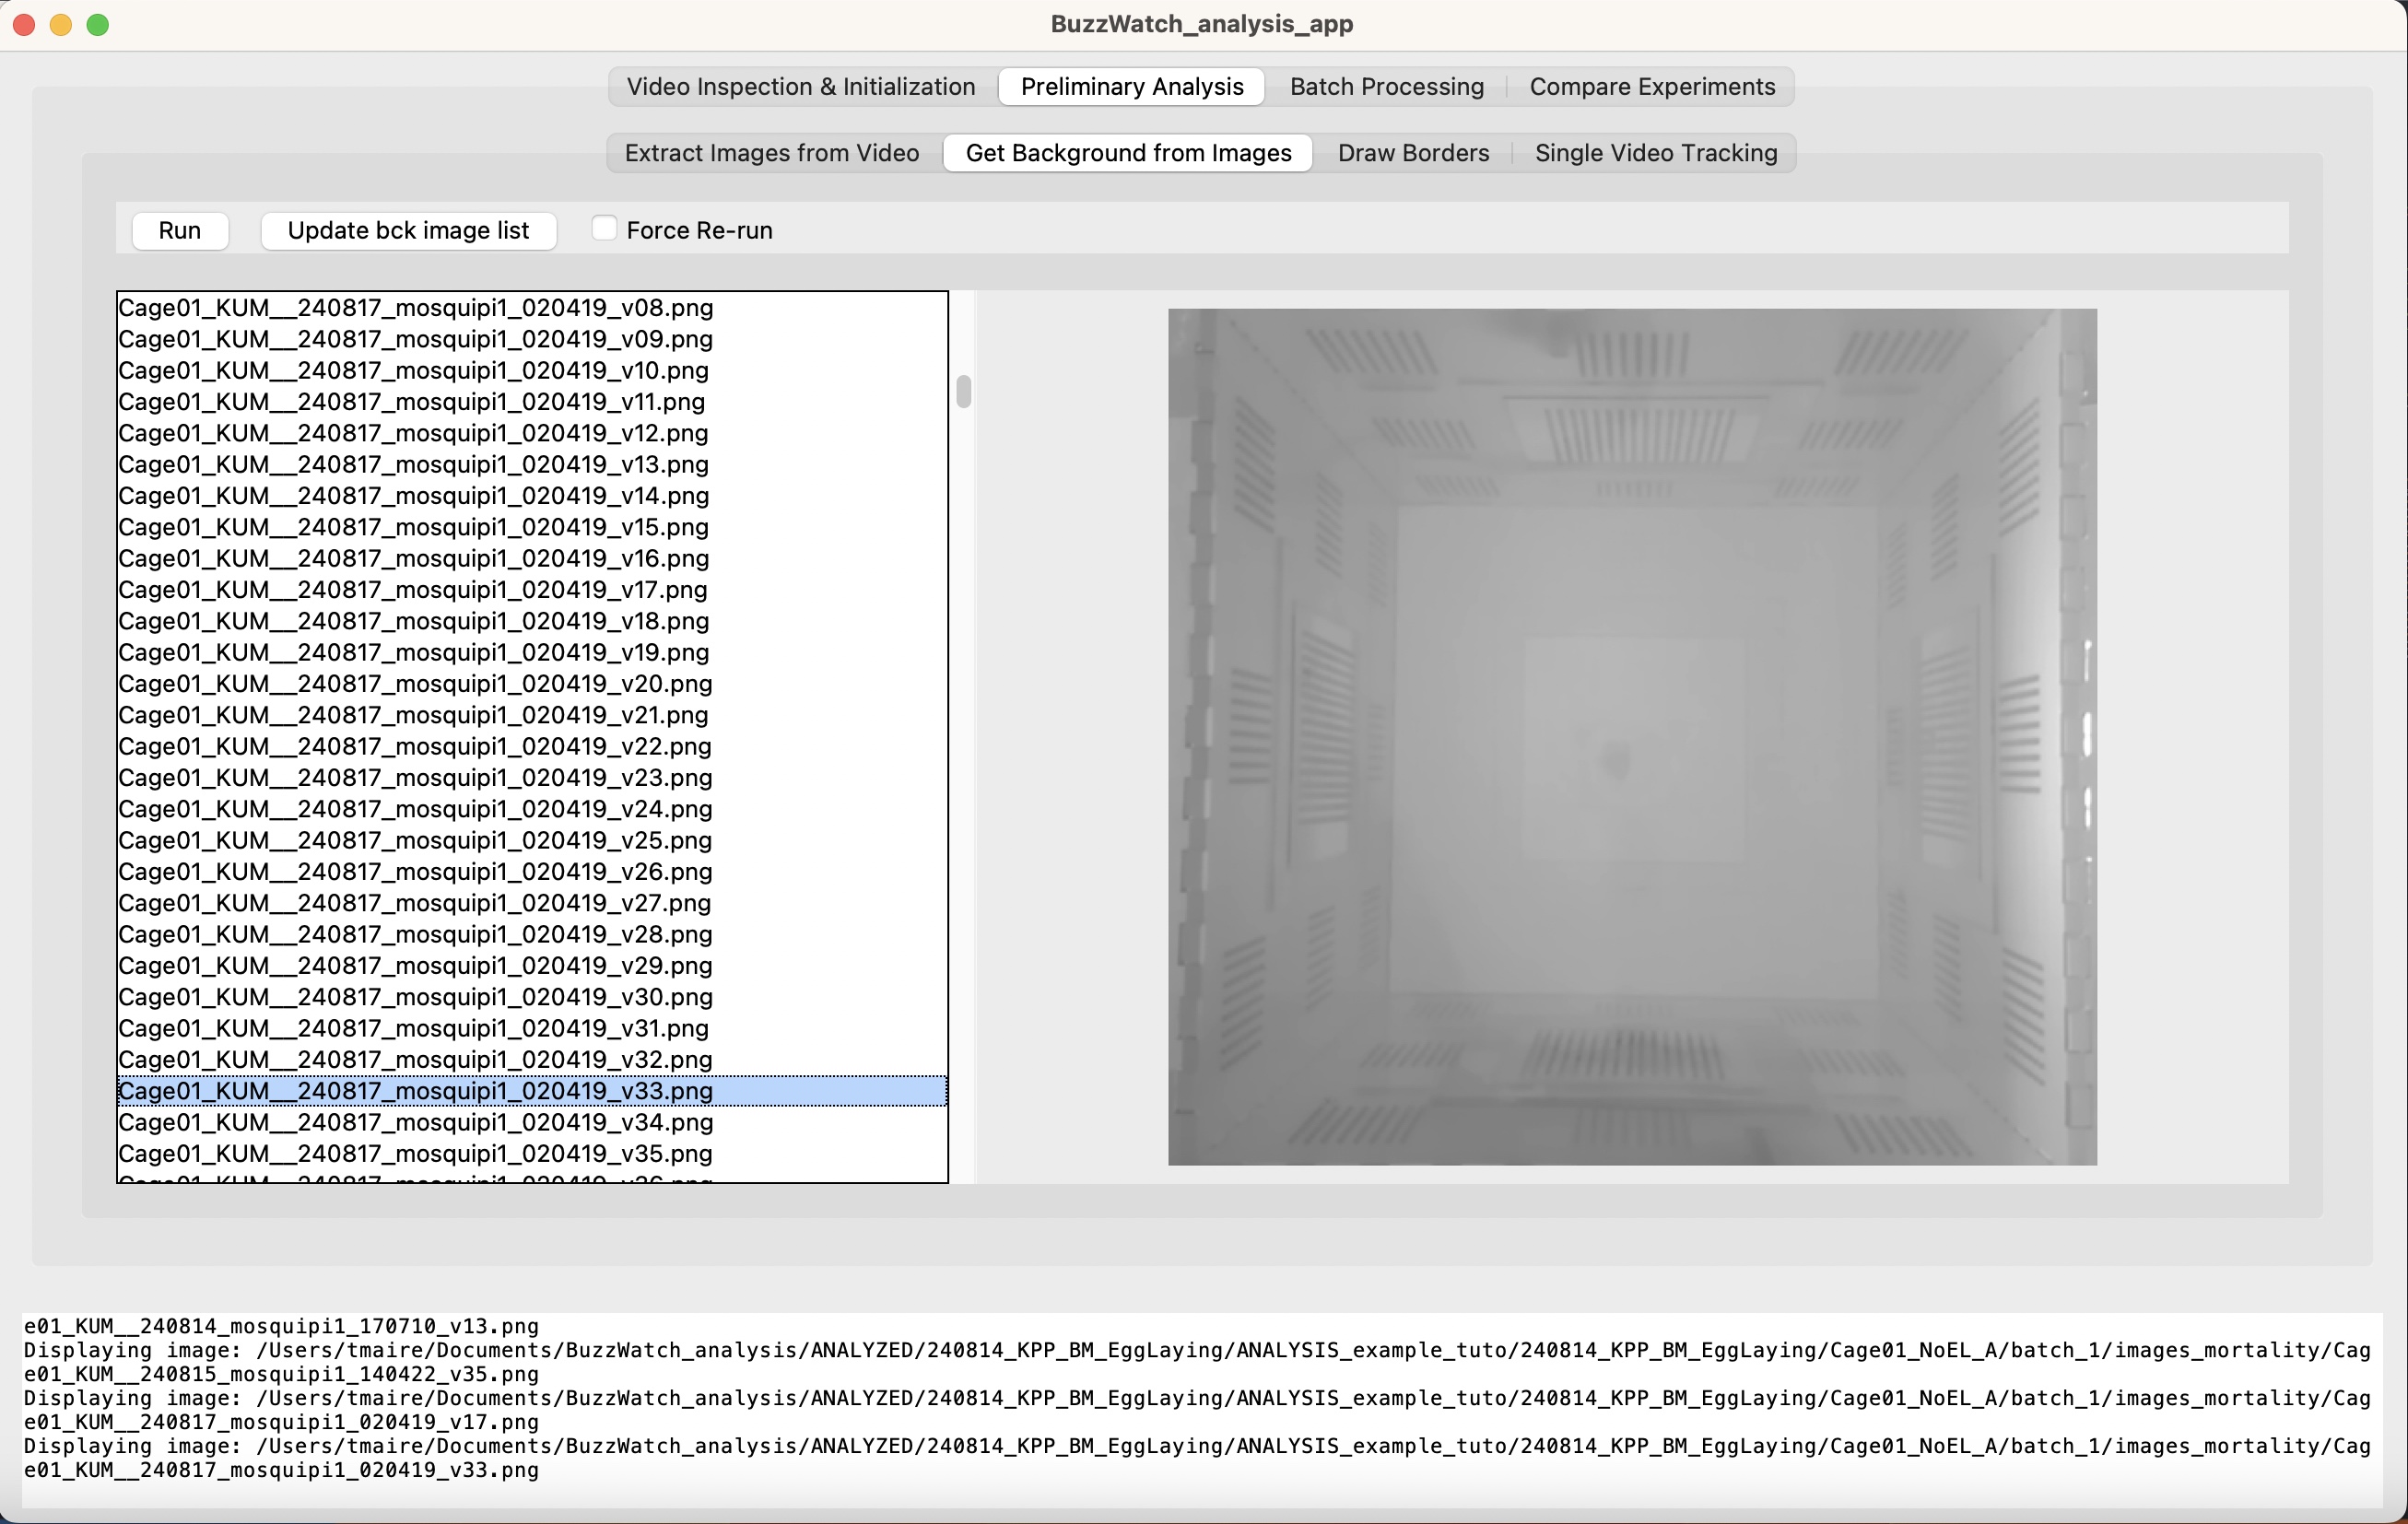 BuzzWatch_analysis_app
Video Inspection & Initialization Preliminary Analysis Batch Processing Compare Experiments
Extract Images from Video Get Background from Images Draw Borders Single Video Tracking
Run Update bck image list Force Re-run
Cage01_KUM__240817_mosquipi1_020419_v08.png
Cage01_KUM__240817_mosquipi1_020419_v09.png
Cage01_KUM__240817_mosquipi1_020419_v10.png
Cage01_KUM__240817_mosquipi1_020419_v11.png
Cage01_KUM__240817_mosquipi1_020419_v12.png
Cage01_KUM__240817_mosquipi1_020419_v13.png
Cage01_KUM__240817_mosquipi1_020419_v14.png
Cage01_KUM__240817_mosquipi1_020419_v15.png
Cage01_KUM__240817_mosquipi1_020419_v16.png
Cage01_KUM__240817_mosquipi1_020419_v17.png
Cage01_KUM__240817_mosquipi1_020419_v18.png
Cage01_KUM__240817_mosquipi1_020419_v19.png
Cage01_KUM__240817_mosquipi1_020419_v20.png
Cage01_KUM__240817_mosquipi1_020419_v21.png
Cage01_KUM__240817_mosquipi1_020419_v22.png
Cage01_KUM__240817_mosquipi1_020419_v23.png
Cage01_KUM__240817_mosquipi1_020419_v24.png
Cage01_KUM__240817_mosquipi1_020419_v25.png
Cage01_KUM__240817_mosquipi1_020419_v26.png
Cage01_KUM__240817_mosquipi1_020419_v27.png
Cage01_KUM__240817_mosquipi1_020419_v28.png
Cage01_KUM__240817_mosquipi1_020419_v29.png
Cage01_KUM__240817_mosquipi1_020419_v30.png
Cage01_KUM__240817_mosquipi1_020419_v31.png
Cage01_KUM__240817_mosquipi1_020419_v32.png
Cage01_KUM__240817_mosquipi1_020419_v33.png
Cage01_KUM__240817_mosquipi1_020419_v34.png
Cage01_KUM__240817_mosquipi1_020419_v35.png
e01_KUM__240814_mosquipi1_170710_v13.png
Displaying image: /Users/tmaire/Documents/BuzzWatch_analysis/ANALYZED/240814_KPP_BM_EggLaying/ANALYSIS_example_tuto/240814_KPP_BM_EggLaying/Cage01_NoEL_A/batch_1/images_mortality/Cag
e01_KUM__240815_mosquipi1_140422_v35.png
Displaying image: /Users/tmaire/Documents/BuzzWatch_analysis/ANALYZED/240814_KPP_BM_EggLaying/ANALYSIS_example_tuto/240814_KPP_BM_EggLaying/Cage01_NoEL_A/batch_1/images_mortality/Cag
e01_KUM__240817_mosquipi1_020419_v17.png
Displaying image: /Users/tmaire/Documents/BuzzWatch_analysis/ANALYZED/240814_KPP_BM_EggLaying/ANALYSIS_example_tuto/240814_KPP_BM_EggLaying/Cage01_NoEL_A/batch_1/images_mortality/Cag
e01_KUM__240817_mosquipi1_020419_v33.png